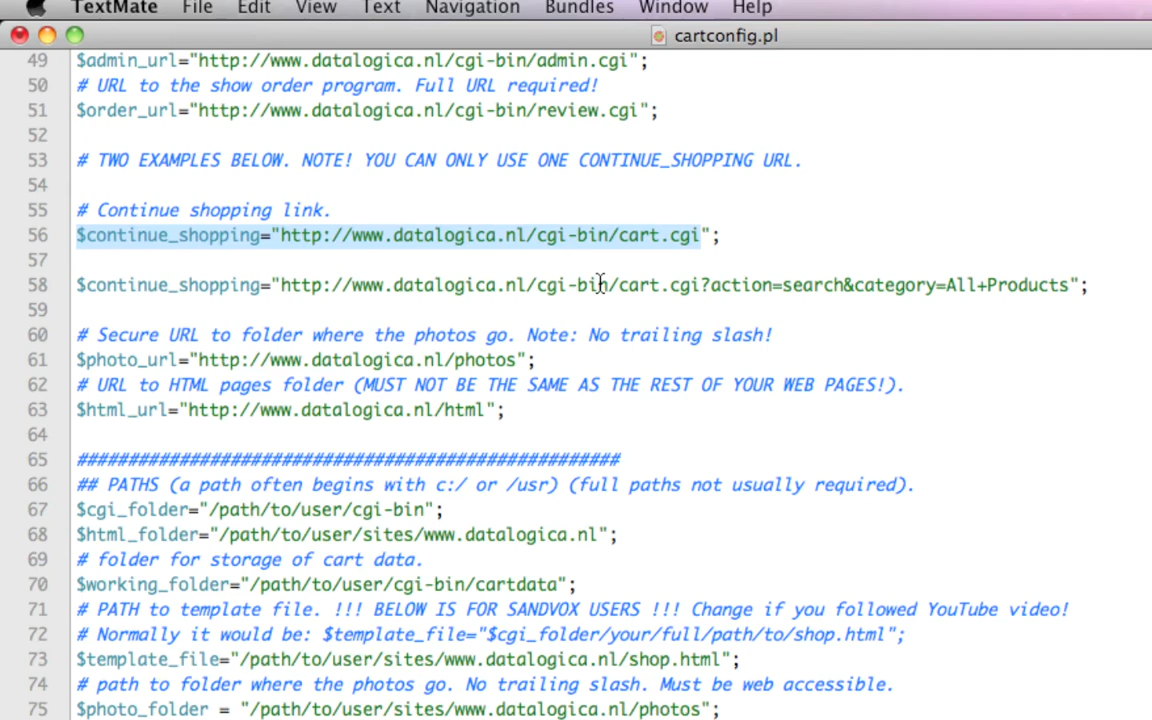 TextMate File Edit View Text Navigation Bundles Window Help
cartconfig.pl
49 $admin_url="http://www.datalogica.nl/cgi-bin/admin.cgi";
50 # URL to the show order program. Full URL required!
51 $order_url="http://www.datalogica.nl/cgi-bin/review.cgi";
52
53 # TWO EXAMPLES BELOW. NOTE! YOU CAN ONLY USE ONE CONTINUE_SHOPPING URL.
54
55 # Continue shopping link.
56 $continue_shopping="http://www.datalogica.nl/cgi-bin/cart.cgi";
57
58 $continue_shopping="http://www.datalogica.nl/cgi-bin/cart.cgi?action=search&category=All+Products";
59
60 # Secure URL to folder where the photos go. Note: No trailing slash!
61 $photo_url="http://www.datalogica.nl/photos";
62 # URL to HTML pages folder (MUST NOT BE THE SAME AS THE REST OF YOUR WEB PAGES!).
63 $html_url="http://www.datalogica.nl/html";
64
65 #####################################################
66 ## PATHS (a path often begins with c:/ or /usr) (full paths not usually required).
67 $cgi_folder="/path/to/user/cgi-bin";
68 $html_folder="/path/to/user/sites/www.datalogica.nl";
69 # folder for storage of cart data.
70 $working_folder="/path/to/user/cgi-bin/cartdata";
71 # PATH to template file. !!! BELOW IS FOR SANDVOX USERS !!! Change if you followed YouTube video!
72 # Normally it would be: $template_file="$cgi_folder/your/full/path/to/shop.html";
73 $template_file="/path/to/user/sites/www.datalogica.nl/shop.html";
74 # path to folder where the photos go. No trailing slash. Must be web accessible.
75 $photo_folder = "/path/to/user/sites/www.datalogica.nl/photos";